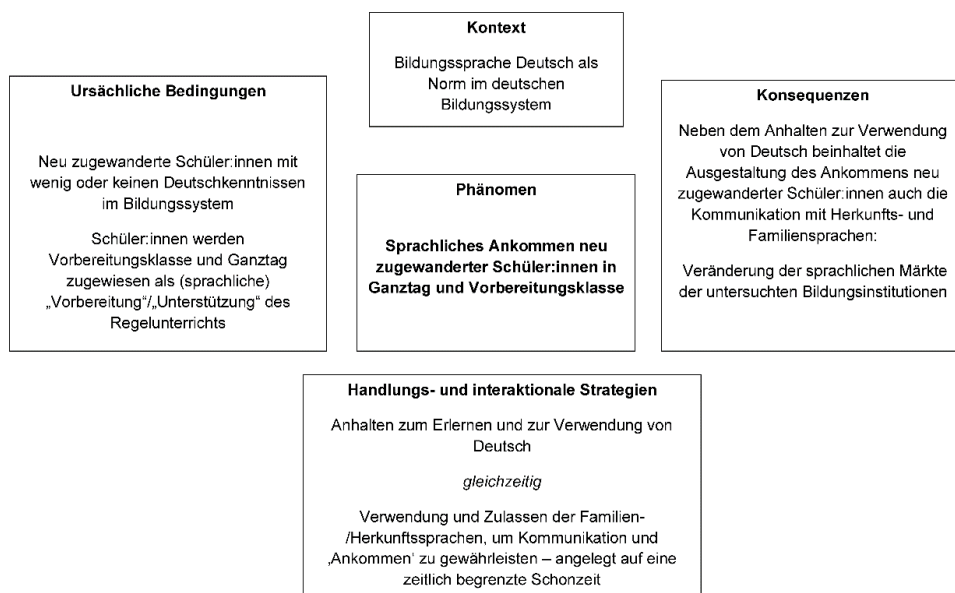 Kontext
Bildungssprache Deutsch als
Norm im deutschen
Bildungssystem
Ursächliche Bedingungen
Neu zugewanderte Schüler:innen mit
wenig oder keinen Deutschkenntnissen
im Bildungssystem
Schüler:innen werden
Vorbereitungsklasse und Ganztag
zugewiesen als (sprachliche)
„Vorbereitung“/„Unterstützung“ des
Regelunterrichts
Phänomen
Sprachliches Ankommen neu
zugewanderter Schüler:innen in
Ganztag und Vorbereitungsklasse
Konsequenzen
Neben dem Anhalten zur Verwendung
von Deutsch beinhaltet die
Ausgestaltung des Ankommens neu
zugewanderter Schüler:innen auch die
Kommunikation mit Herkunfts- und
Familiensprachen:
Veränderung der sprachlichen Märkte
der untersuchten Bildungsinstitutionen
Handlungs- und interaktionale Strategien
Anhalten zum Erlernen und zur Verwendung von
Deutsch
gleichzeitig
Verwendung und Zulassen der Familien-
/Herkunftssprachen, um Kommunikation und
‚Ankommen‘ zu gewährleisten – angelegt auf eine
zeitlich begrenzte Schonzeit